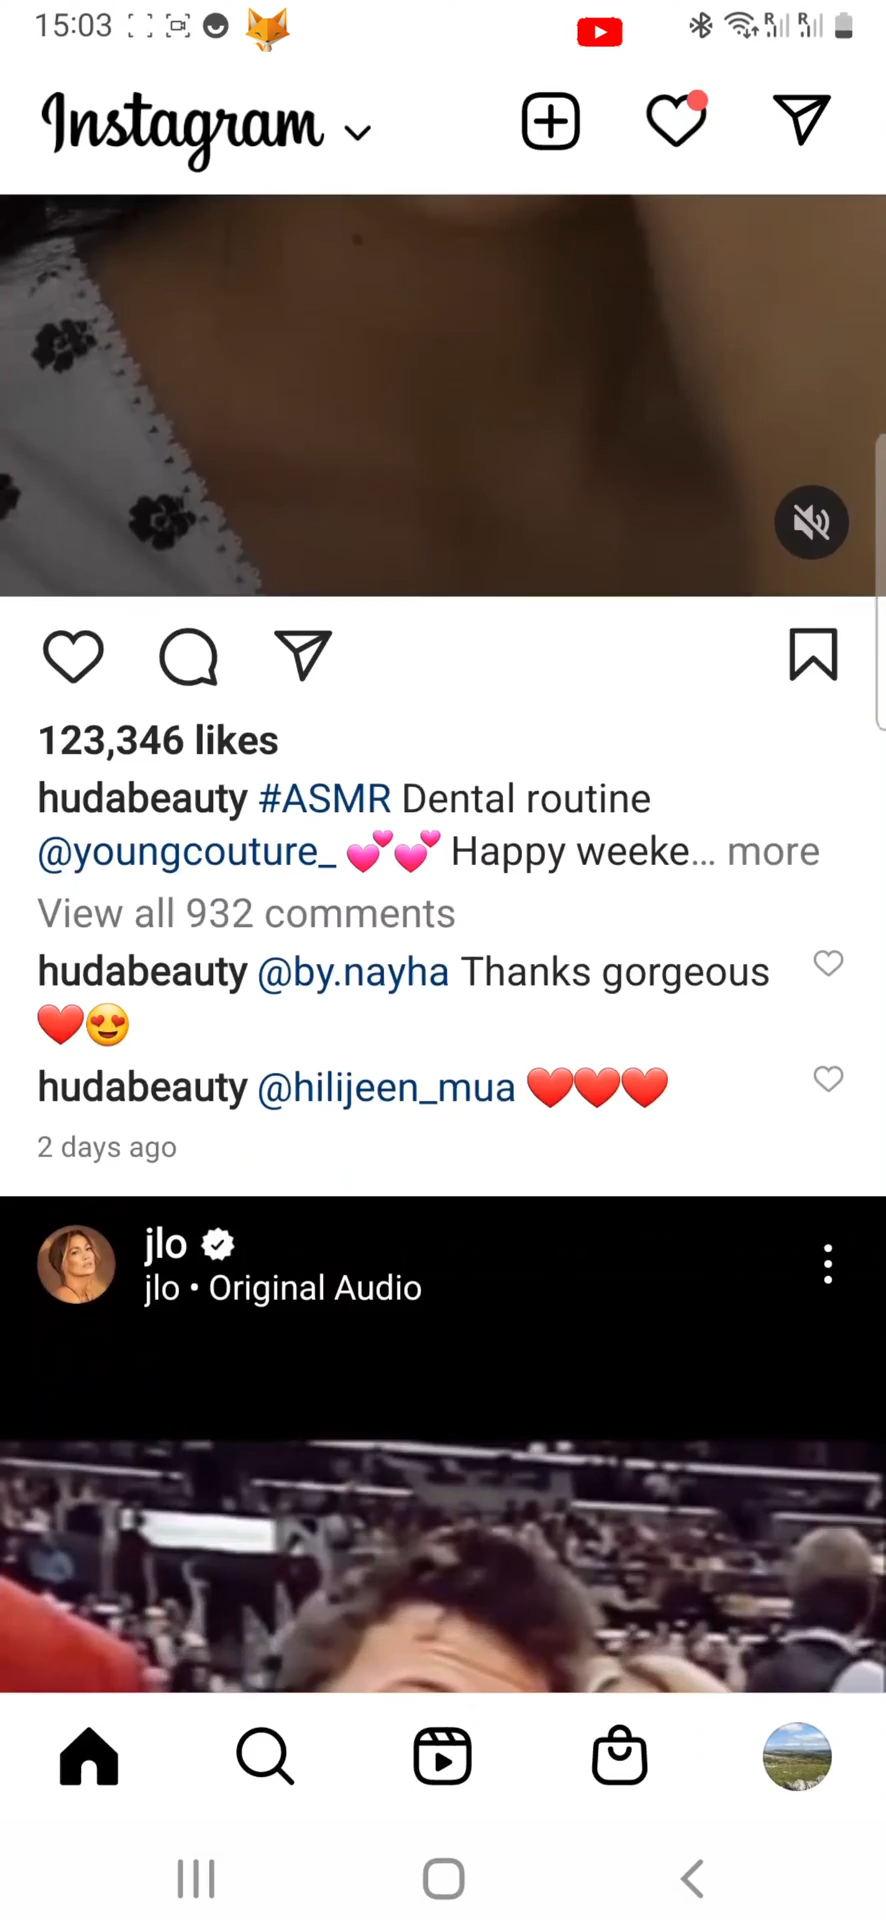 15:03
Instagram
123,346 likes
hudabeauty #ASMR Dental routine
@youngcouture_ 💕💕 Happy weeke... more
View all 932 comments
hudabeauty @by.nayha Thanks gorgeous
❤️😍
hudabeauty @hilijeen_mua ❤️❤️❤️
2 days ago
jlo
jlo • Original Audio